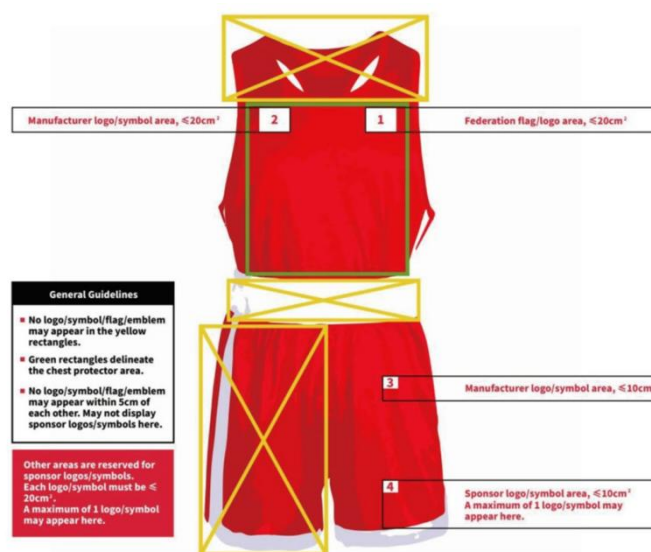 Manufacturer logo/symbol area, ⩽20cm²
2
1
Federation flag/logo area, ⩽20cm²
General Guidelines
▪ No logo/symbol/flag/emblem
may appear in the yellow
rectangles.
▪ Green rectangles delineate
the chest protector area.
▪ No logo/symbol/flag/emblem
may appear within 5cm
of each other. May not display
sponsor logos/symbols here.
3
Manufacturer logo/symbol area, ⩽10cm
Other areas are reserved for
sponsor logos/symbols.
Each logo/symbol must be ⩽
20cm².
A maximum of 1 logo/symbol
may appear here.
4
Sponsor logo/symbol area, ⩽10cm²
A maximum of 1 logo/symbol may
appear here.